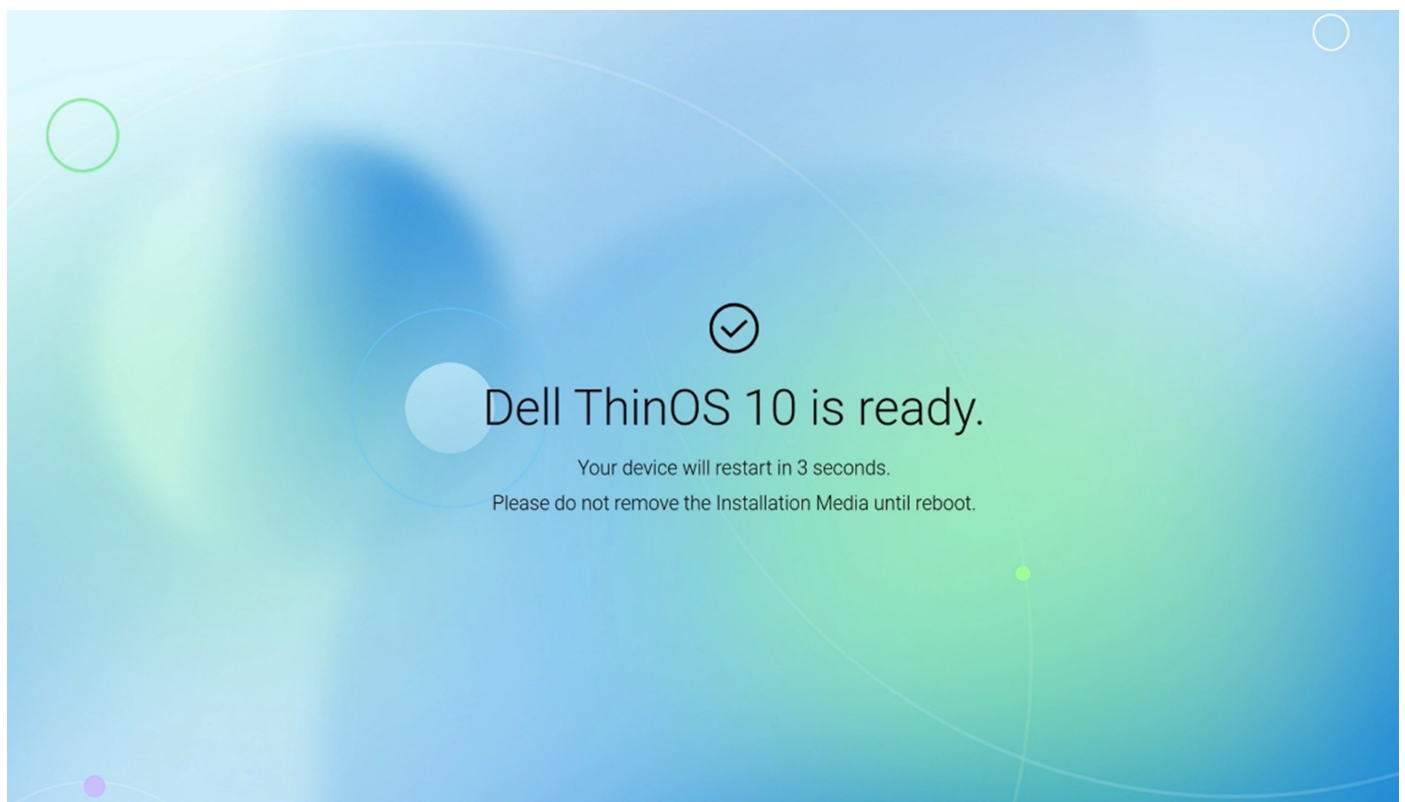 Dell ThinOS 10 is ready.
Your device will restart in 3 seconds.
Please do not remove the Installation Media until reboot.